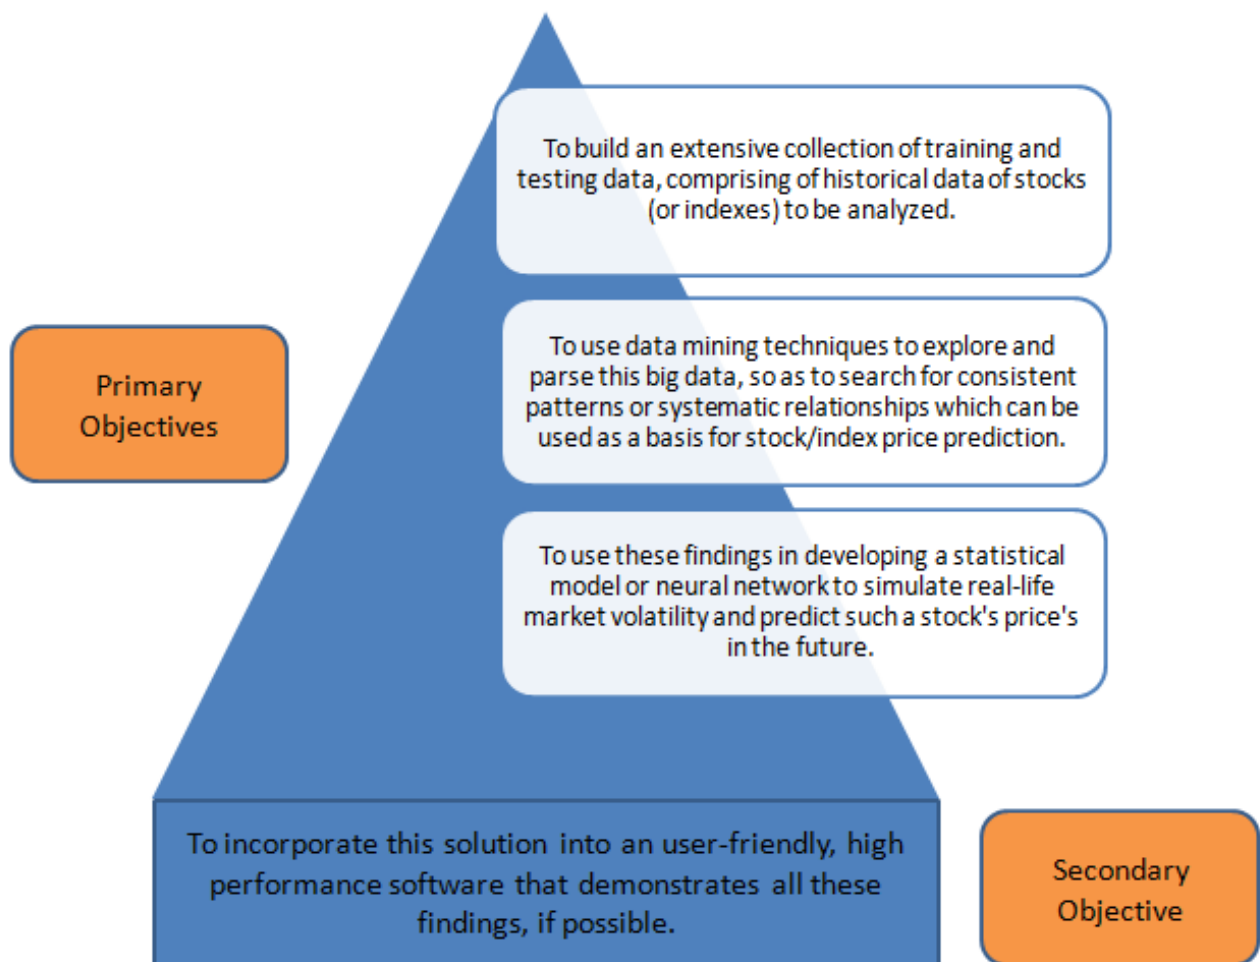 To build an extensive collection of training and
testing data, comprising of historical data of stocks
(or indexes) to be analyzed.
Primary
Objectives
To use data mining techniques to explore and
parse this big data, so as to search for consistent
patterns or systematic relationships which can be
used as a basis for stock/index price prediction.
To use these findings in developing a statistical
model or neural network to simulate real-life
market volatility and predict such a stock's price's
in the future.
To incorporate this solution into an user-friendly, high
performance software that demonstrates all these
findings, if possible.
Secondary
Objective